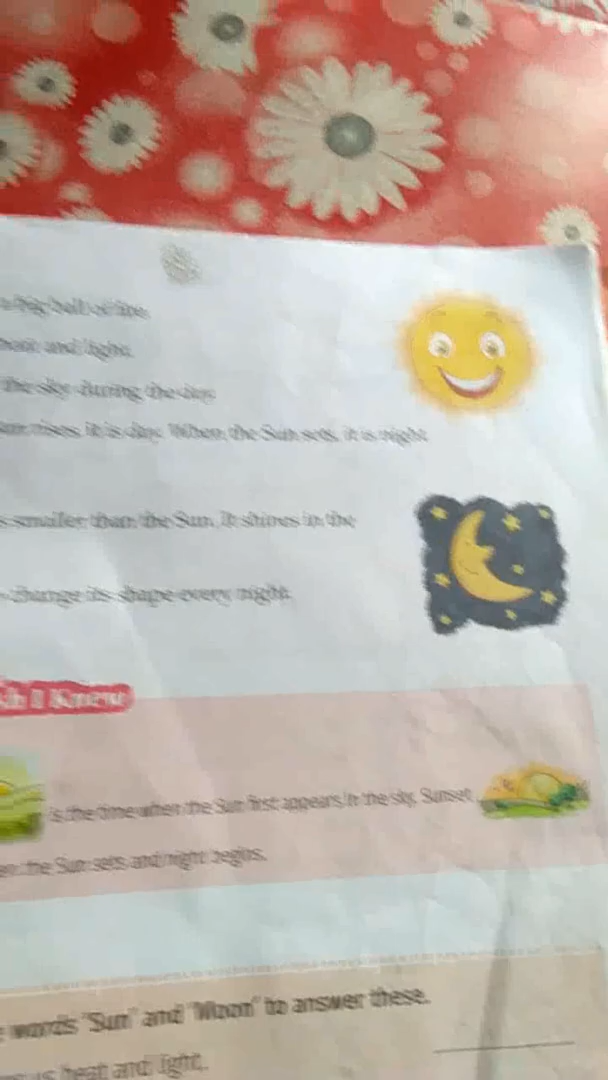 big ball of fire.
heat and light.
the sky during the day.
Sun rises, it is day. When the Sun sets, it is night.
smaller than the Sun. It shines in the
change its shape every night.
I Knew
is the time when the Sun first appears in the sky. Sunset
the Sun sets and night begins.
words "Sun" and "Moon" to answer these.
us heat and light.